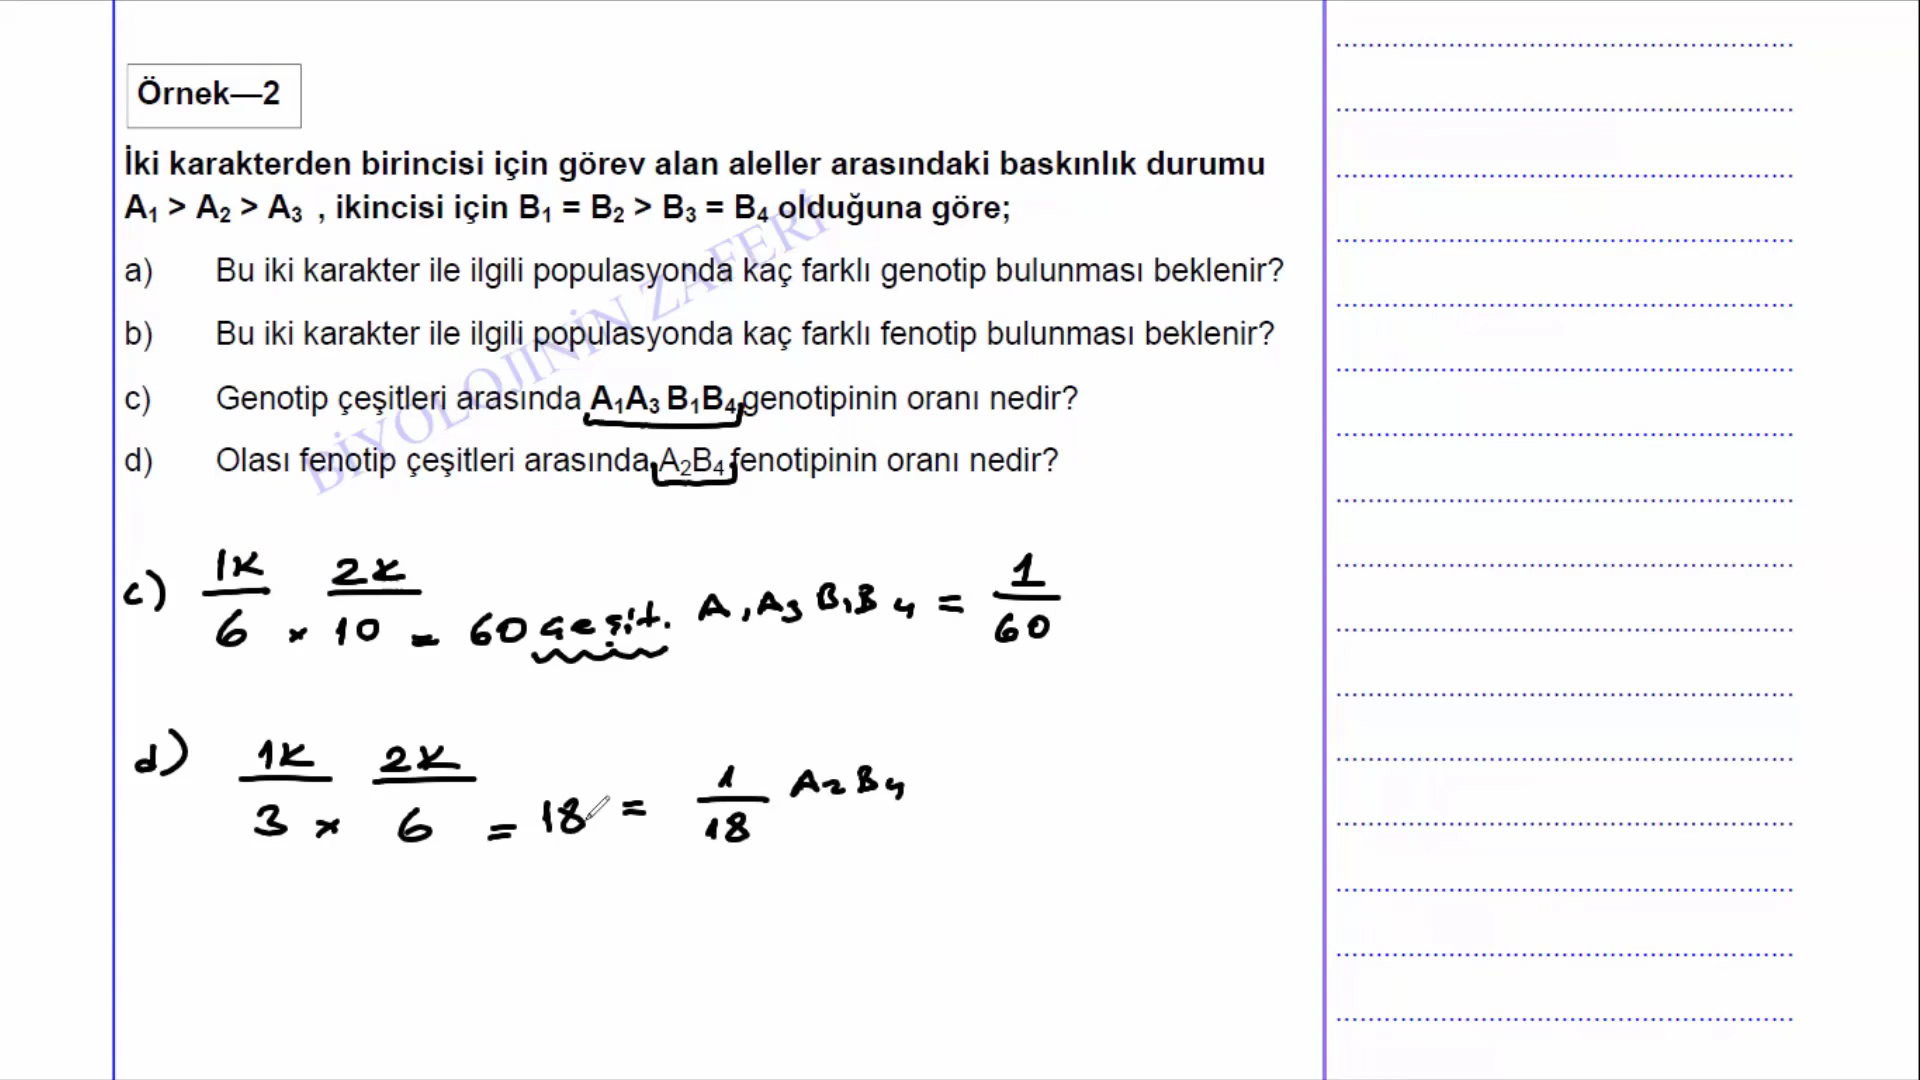 Örnek—2
İki karakterden birincisi için görev alan aleller arasındaki baskınlık durumu
A₁ > A₂ > A₃ , ikincisi için B₁ = B₂ > B₃ = B₄ olduğuna göre;
a) Bu iki karakter ile ilgili populasyonda kaç farklı genotip bulunması beklenir?
b) Bu iki karakter ile ilgili populasyonda kaç farklı fenotip bulunması beklenir?
c) Genotip çeşitleri arasında A₁A₃ B₁B₄ genotipinin oranı nedir?
d) Olası fenotip çeşitleri arasında A₂B₄ fenotipinin oranı nedir?
BİYOLOJİNİN ZAFERİ
c) 1K/6 x 2K/10 = 60 çeşit. A₁A₃ B₁B₄ = 1/60
d) 1K/3 x 2K/6 = 18 = 1/18 A₂B₄